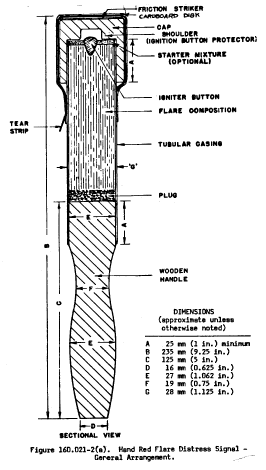 FRICTION STRIKER
CARDBOARD DISK
CAP
SHOULDER
(IGNITION BUTTON PROTECTOR)
A
STARTER MIXTURE
(OPTIONAL)
IGNITER BUTTON
FLARE COMPOSITION
TEAR
STRIP
TUBULAR CASING
'G'
PLUG
E
A
B
C
WOODEN
HANDLE
F
E
D
SECTIONAL VIEW
DIMENSIONS
(approximate unless
otherwise noted)
A 25 mm (1 in.) minimum
B 235 mm (9.25 in.)
C 125 mm (5 in.)
D 16 mm (0.625 in.)
E 27 mm (1.062 in.)
F 19 mm (0.75 in.)
G 28 mm (1.125 in.)
Figure 160.021-2(a). Hand Red Flare Distress Signal -
General Arrangement.